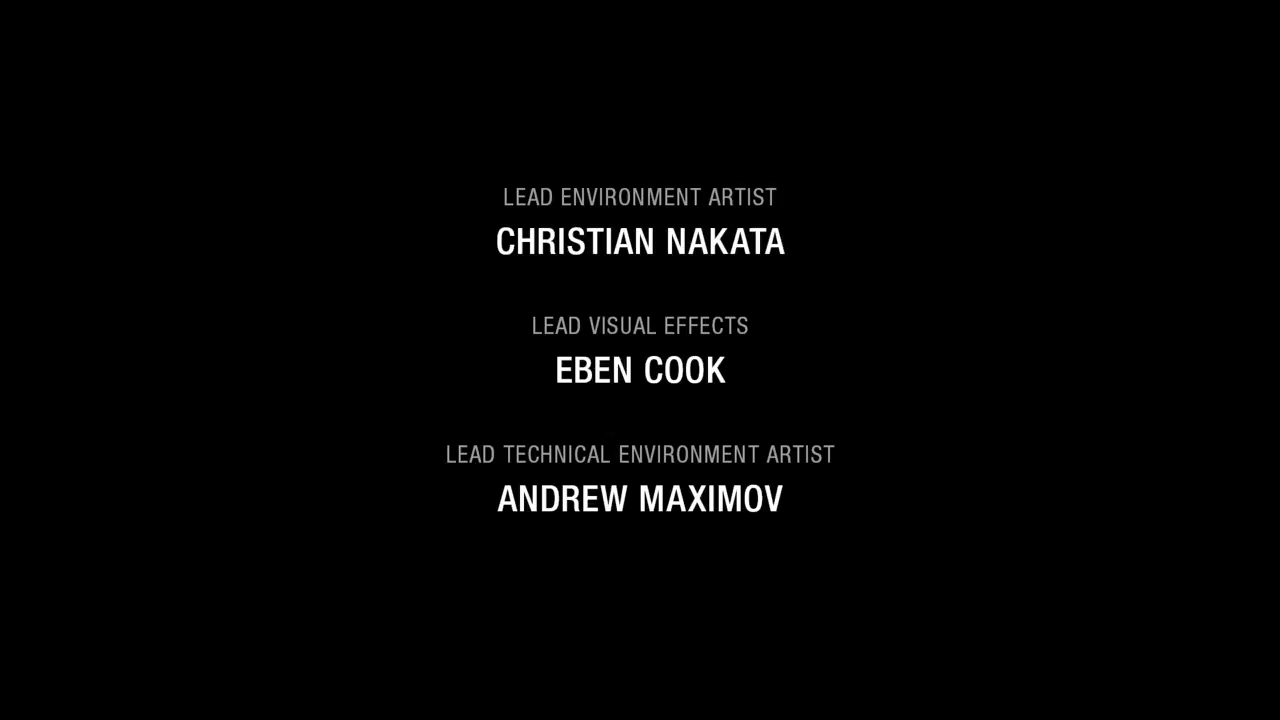 LEAD ENVIRONMENT ARTIST
CHRISTIAN NAKATA
LEAD VISUAL EFFECTS
EBEN COOK
LEAD TECHNICAL ENVIRONMENT ARTIST
ANDREW MAXIMOV